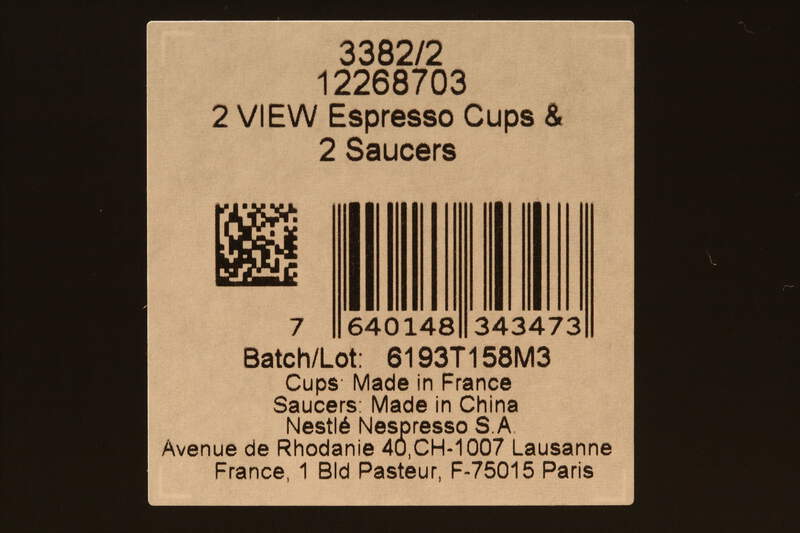 3382/2
12268703
2 VIEW Espresso Cups &
2 Saucers
7 640148 343473
Batch/Lot: 6193T158M3
Cups: Made in France
Saucers: Made in China
Nestlé Nespresso S.A.
Avenue de Rhodanie 40,CH-1007 Lausanne
France, 1 Bld Pasteur, F-75015 Paris